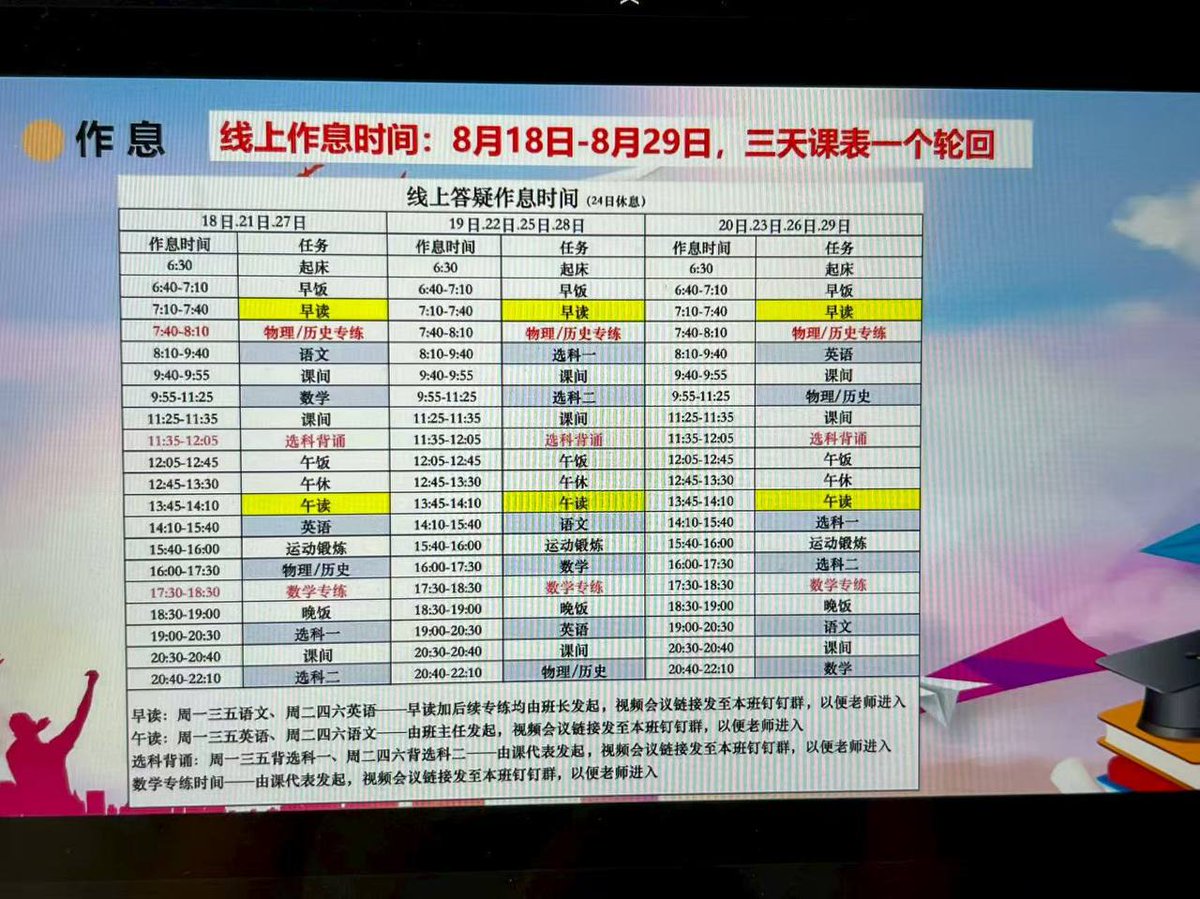 作 息
线上作息时间：8月18日-8月29日，三天课表一个轮回
线上答疑作息时间（24日休息）
18日.21日.27日 19日.22日.25日.28日 20日.23日.26日.29日
作息时间 任务 作息时间 任务 作息时间 任务
6:30 起床 6:30 起床 6:30 起床
6:40-7:10 早饭 6:40-7:10 早饭 6:40-7:10 早饭
7:10-7:40 早读 7:10-7:40 早读 7:10-7:40 早读
7:40-8:10 物理/历史专练 7:40-8:10 物理/历史专练 7:40-8:10 物理/历史专练
8:10-9:40 语文 8:10-9:40 选科一 8:10-9:40 英语
9:40-9:55 课间 9:40-9:55 课间 9:40-9:55 课间
9:55-11:25 数学 9:55-11:25 选科二 9:55-11:25 物理/历史
11:25-11:35 课间 11:25-11:35 课间 11:25-11:35 课间
11:35-12:05 选科背诵 11:35-12:05 选科背诵 11:35-12:05 选科背诵
12:05-12:45 午饭 12:05-12:45 午饭 12:05-12:45 午饭
12:45-13:30 午休 12:45-13:30 午休 12:45-13:30 午休
13:45-14:10 午读 13:45-14:10 午读 13:45-14:10 午读
14:10-15:40 英语 14:10-15:40 语文 14:10-15:40 选科一
15:40-16:00 运动锻炼 15:40-16:00 运动锻炼 15:40-16:00 运动锻炼
16:00-17:30 物理/历史 16:00-17:30 数学 16:00-17:30 选科二
17:30-18:30 数学专练 17:30-18:30 数学专练 17:30-18:30 数学专练
18:30-19:00 晚饭 18:30-19:00 晚饭 18:30-19:00 晚饭
19:00-20:30 选科一 19:00-20:30 英语 19:00-20:30 语文
20:30-20:40 课间 20:30-20:40 课间 20:30-20:40 课间
20:40-22:10 选科二 20:40-22:10 物理/历史 20:40-22:10 数学
早读：周一三五语文、周二四六英语——早读加后续专练均由班长发起，视频会议链接发至本班钉钉群，以便老师进入
午读：周一三五英语、周二四六语文——由班主任发起，视频会议链接发至本班钉钉群，以便老师进入
选科背诵：周一三五背选科一、周二四六背选科二——由课代表发起，视频会议链接发至本班钉钉群，以便老师进入
数学专练时间——由课代表发起，视频会议链接发至本班钉钉群，以便老师进入